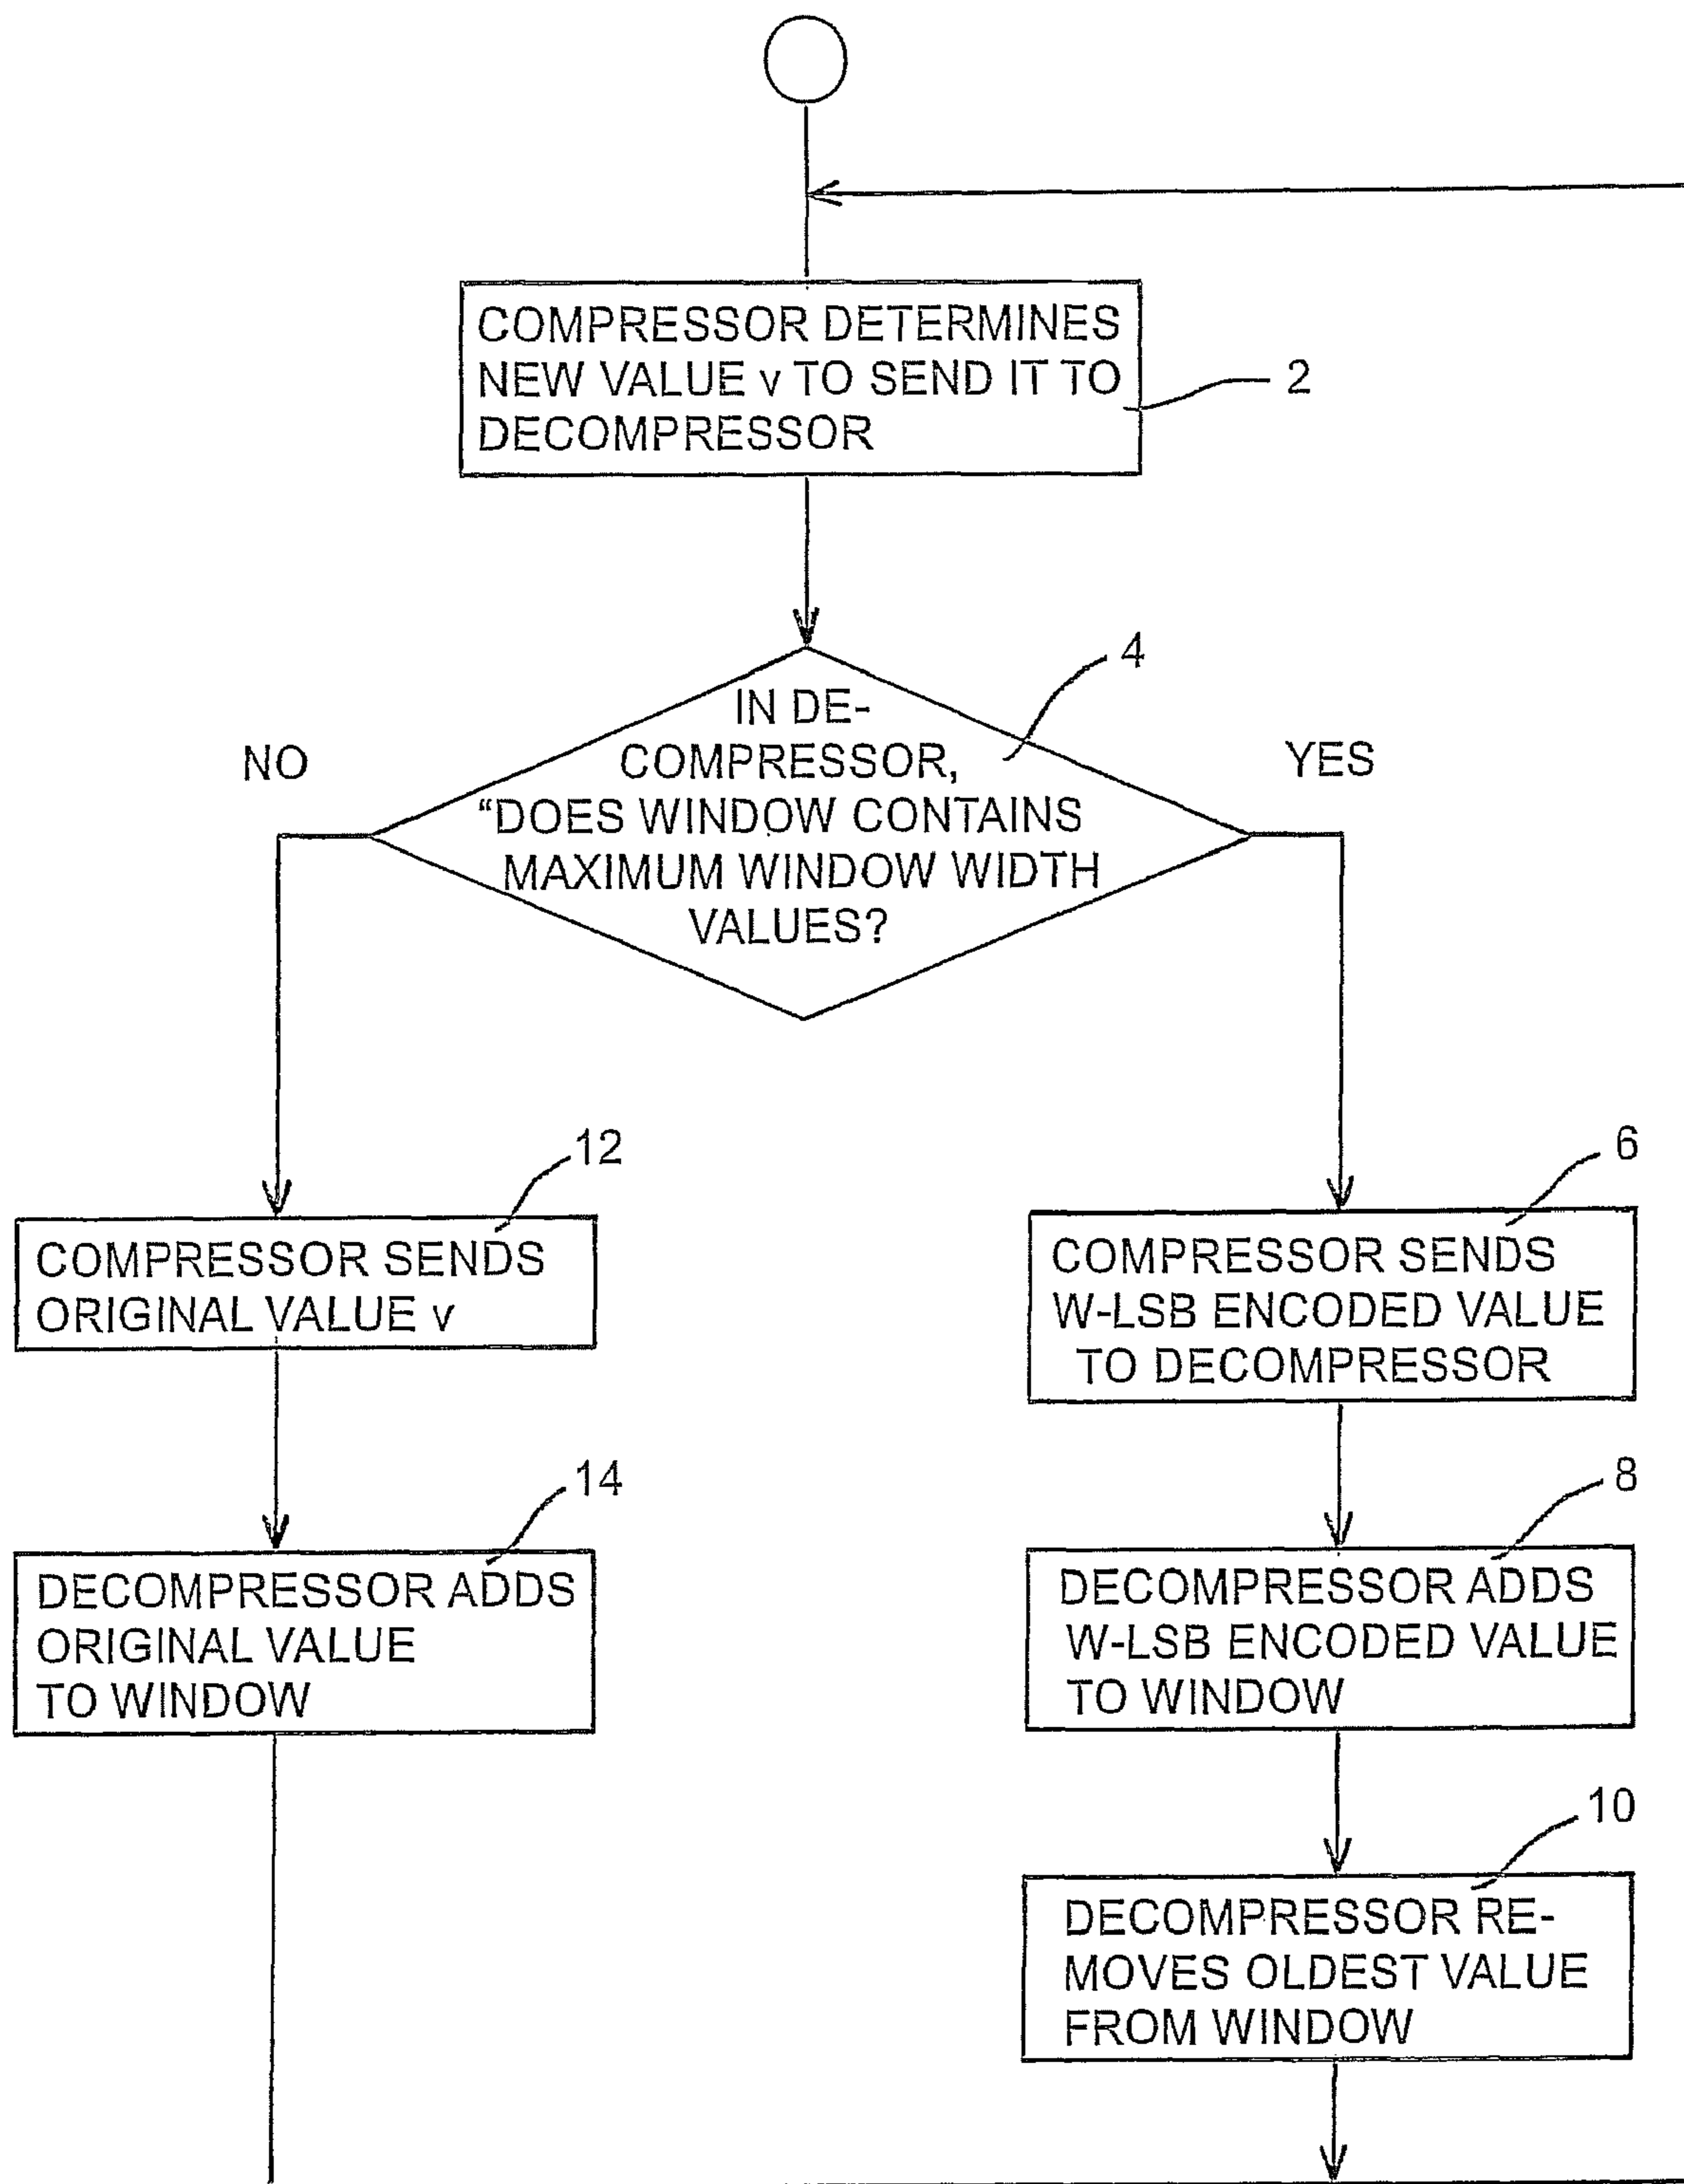 COMPRESSOR DETERMINES
NEW VALUE v TO SEND IT TO
DECOMPRESSOR
2
4
IN DE-
COMPRESSOR,
“DOES WINDOW CONTAINS
MAXIMUM WINDOW WIDTH
VALUES?
NO
YES
12
COMPRESSOR SENDS
ORIGINAL VALUE v
14
DECOMPRESSOR ADDS
ORIGINAL VALUE
TO WINDOW
6
COMPRESSOR SENDS
W-LSB ENCODED VALUE
TO DECOMPRESSOR
8
DECOMPRESSOR ADDS
W-LSB ENCODED VALUE
TO WINDOW
10
DECOMPRESSOR RE-
MOVES OLDEST VALUE
FROM WINDOW